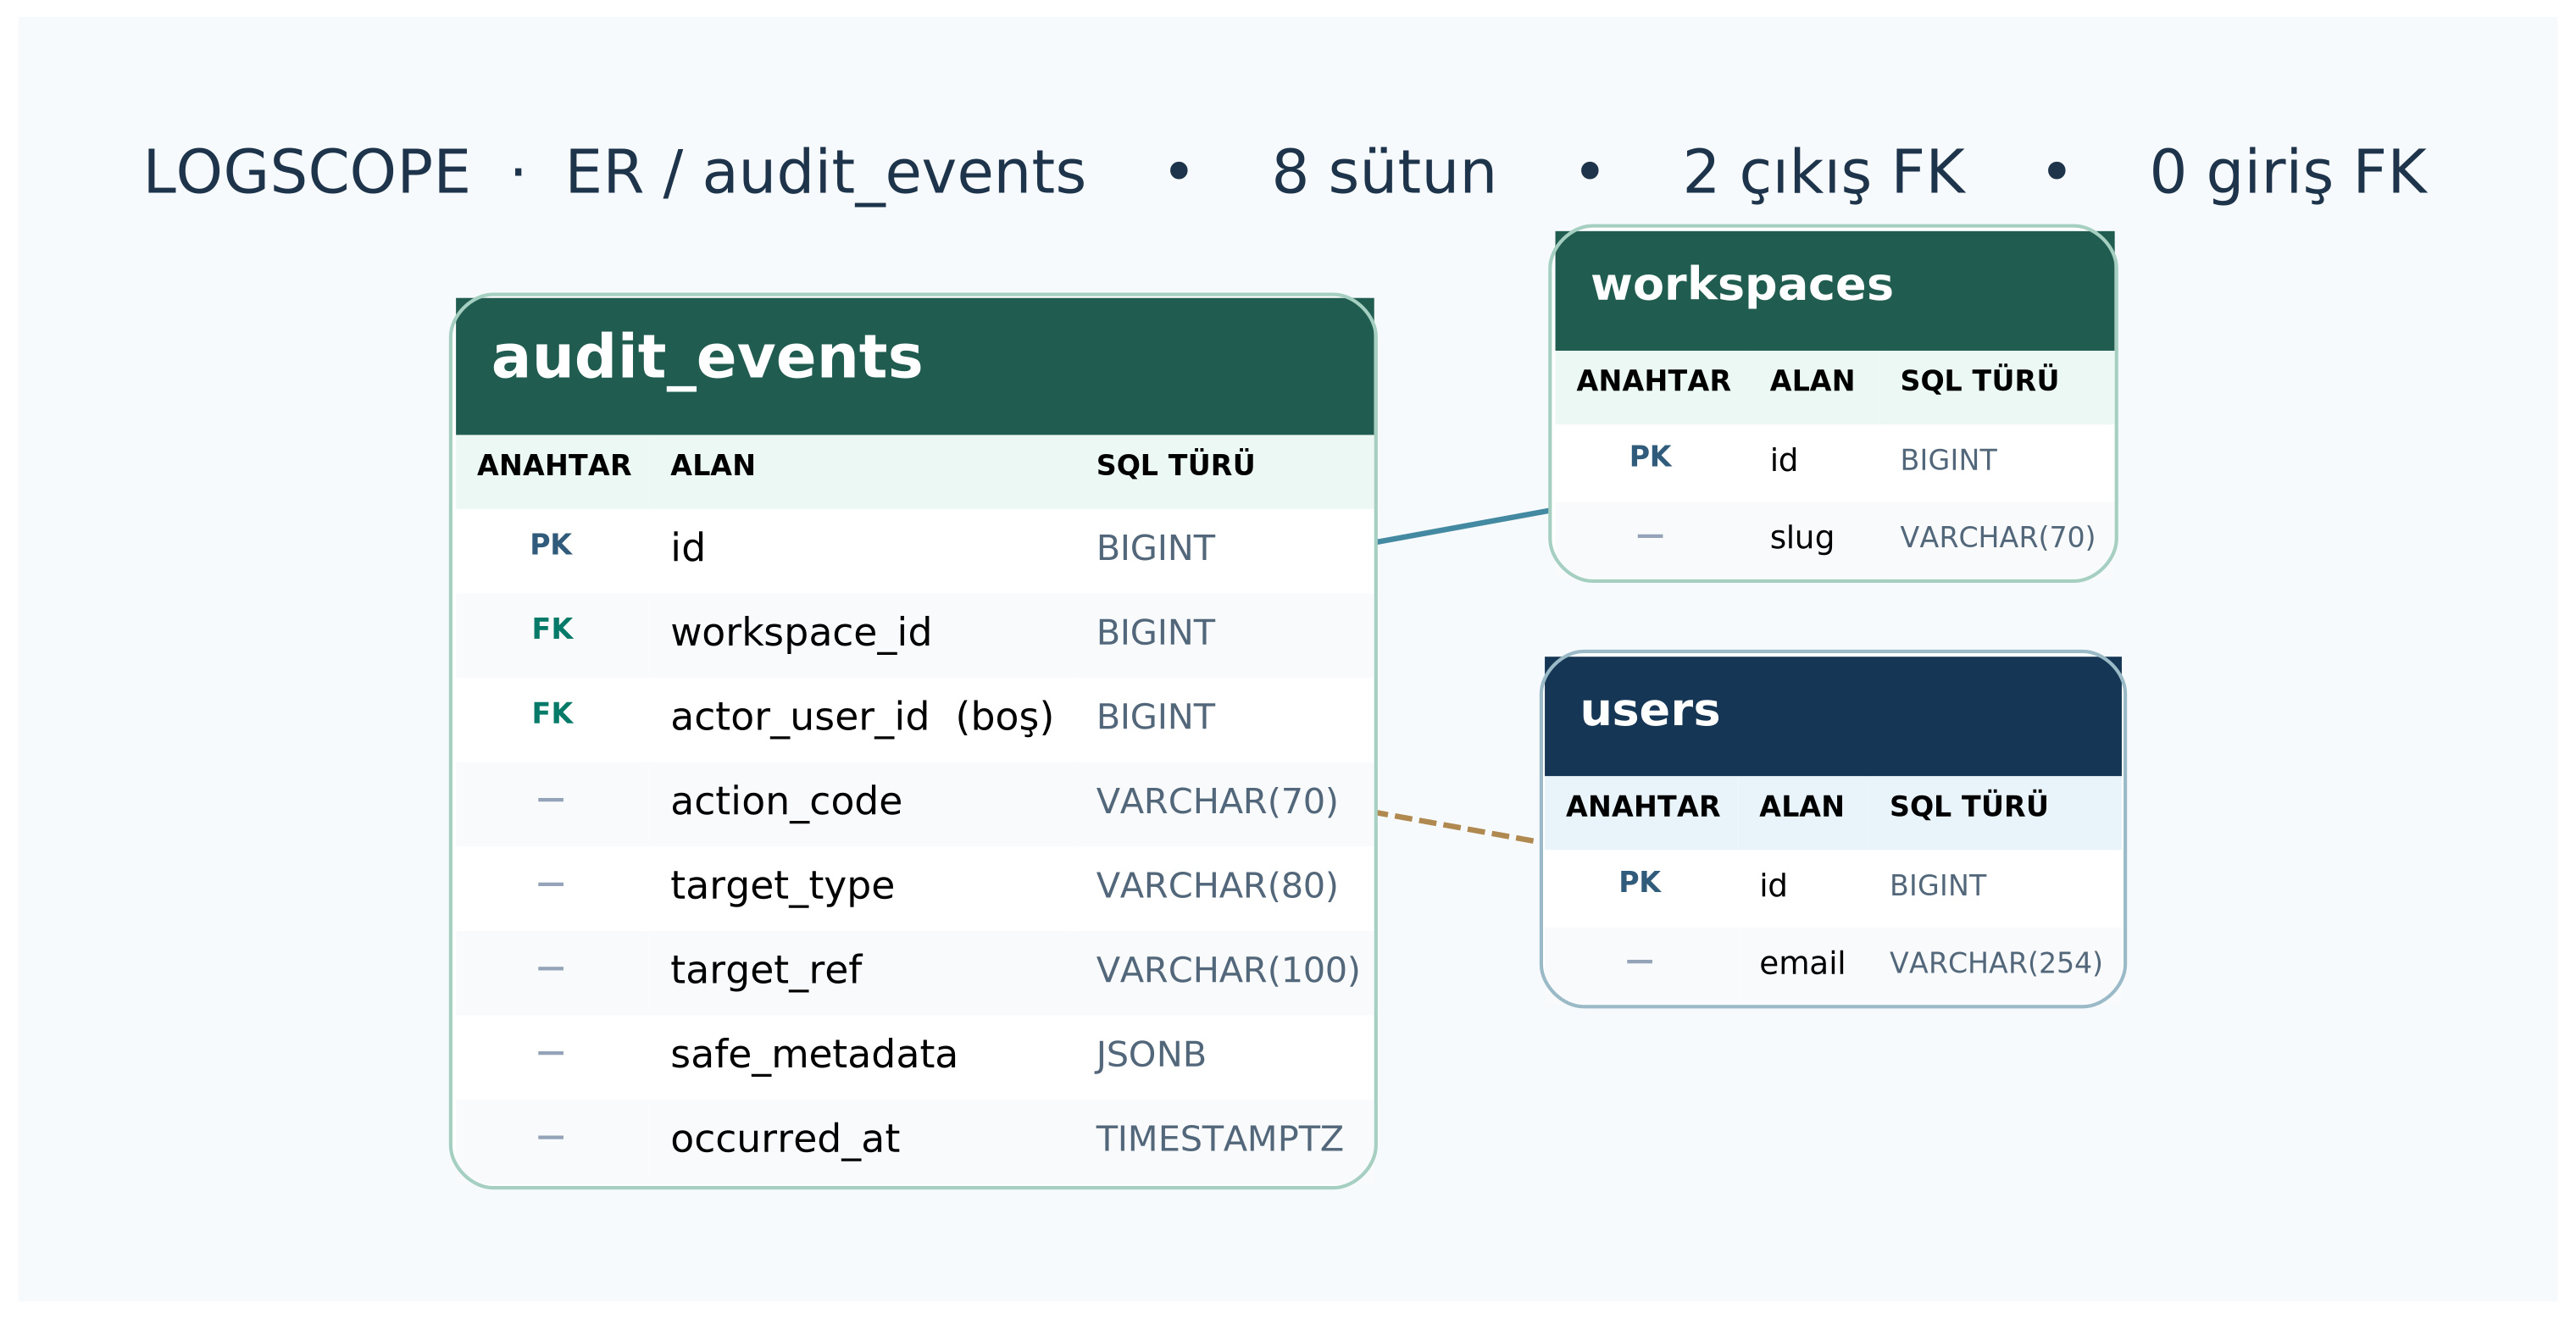 LOGSCOPE · ER / audit_events • 8 sütun • 2 çıkış FK • 0 giriş FK
audit_events
ANAHTAR ALAN SQL TÜRÜ
PK id BIGINT
FK workspace_id BIGINT
FK actor_user_id (boş) BIGINT
— action_code VARCHAR(70)
— target_type VARCHAR(80)
— target_ref VARCHAR(100)
— safe_metadata JSONB
— occurred_at TIMESTAMPTZ
workspaces
ANAHTAR ALAN SQL TÜRÜ
PK id BIGINT
— slug VARCHAR(70)
users
ANAHTAR ALAN SQL TÜRÜ
PK id BIGINT
— email VARCHAR(254)